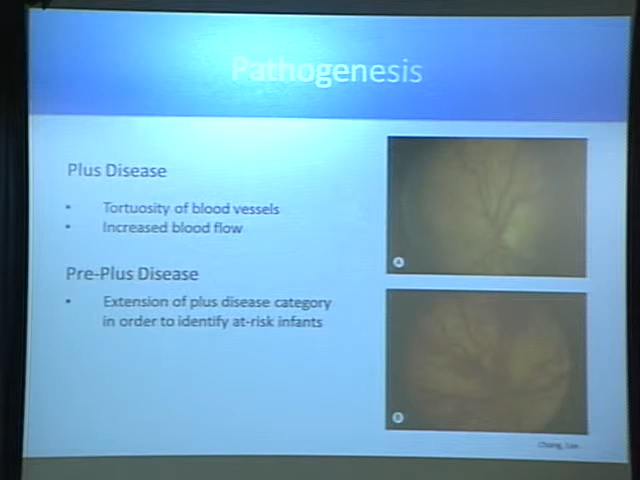 Pathogenesis
Plus Disease
• Tortuosity of blood vessels
• Increased blood flow
Pre-Plus Disease
• Extension of plus disease category
in order to identify at-risk infants
A
B